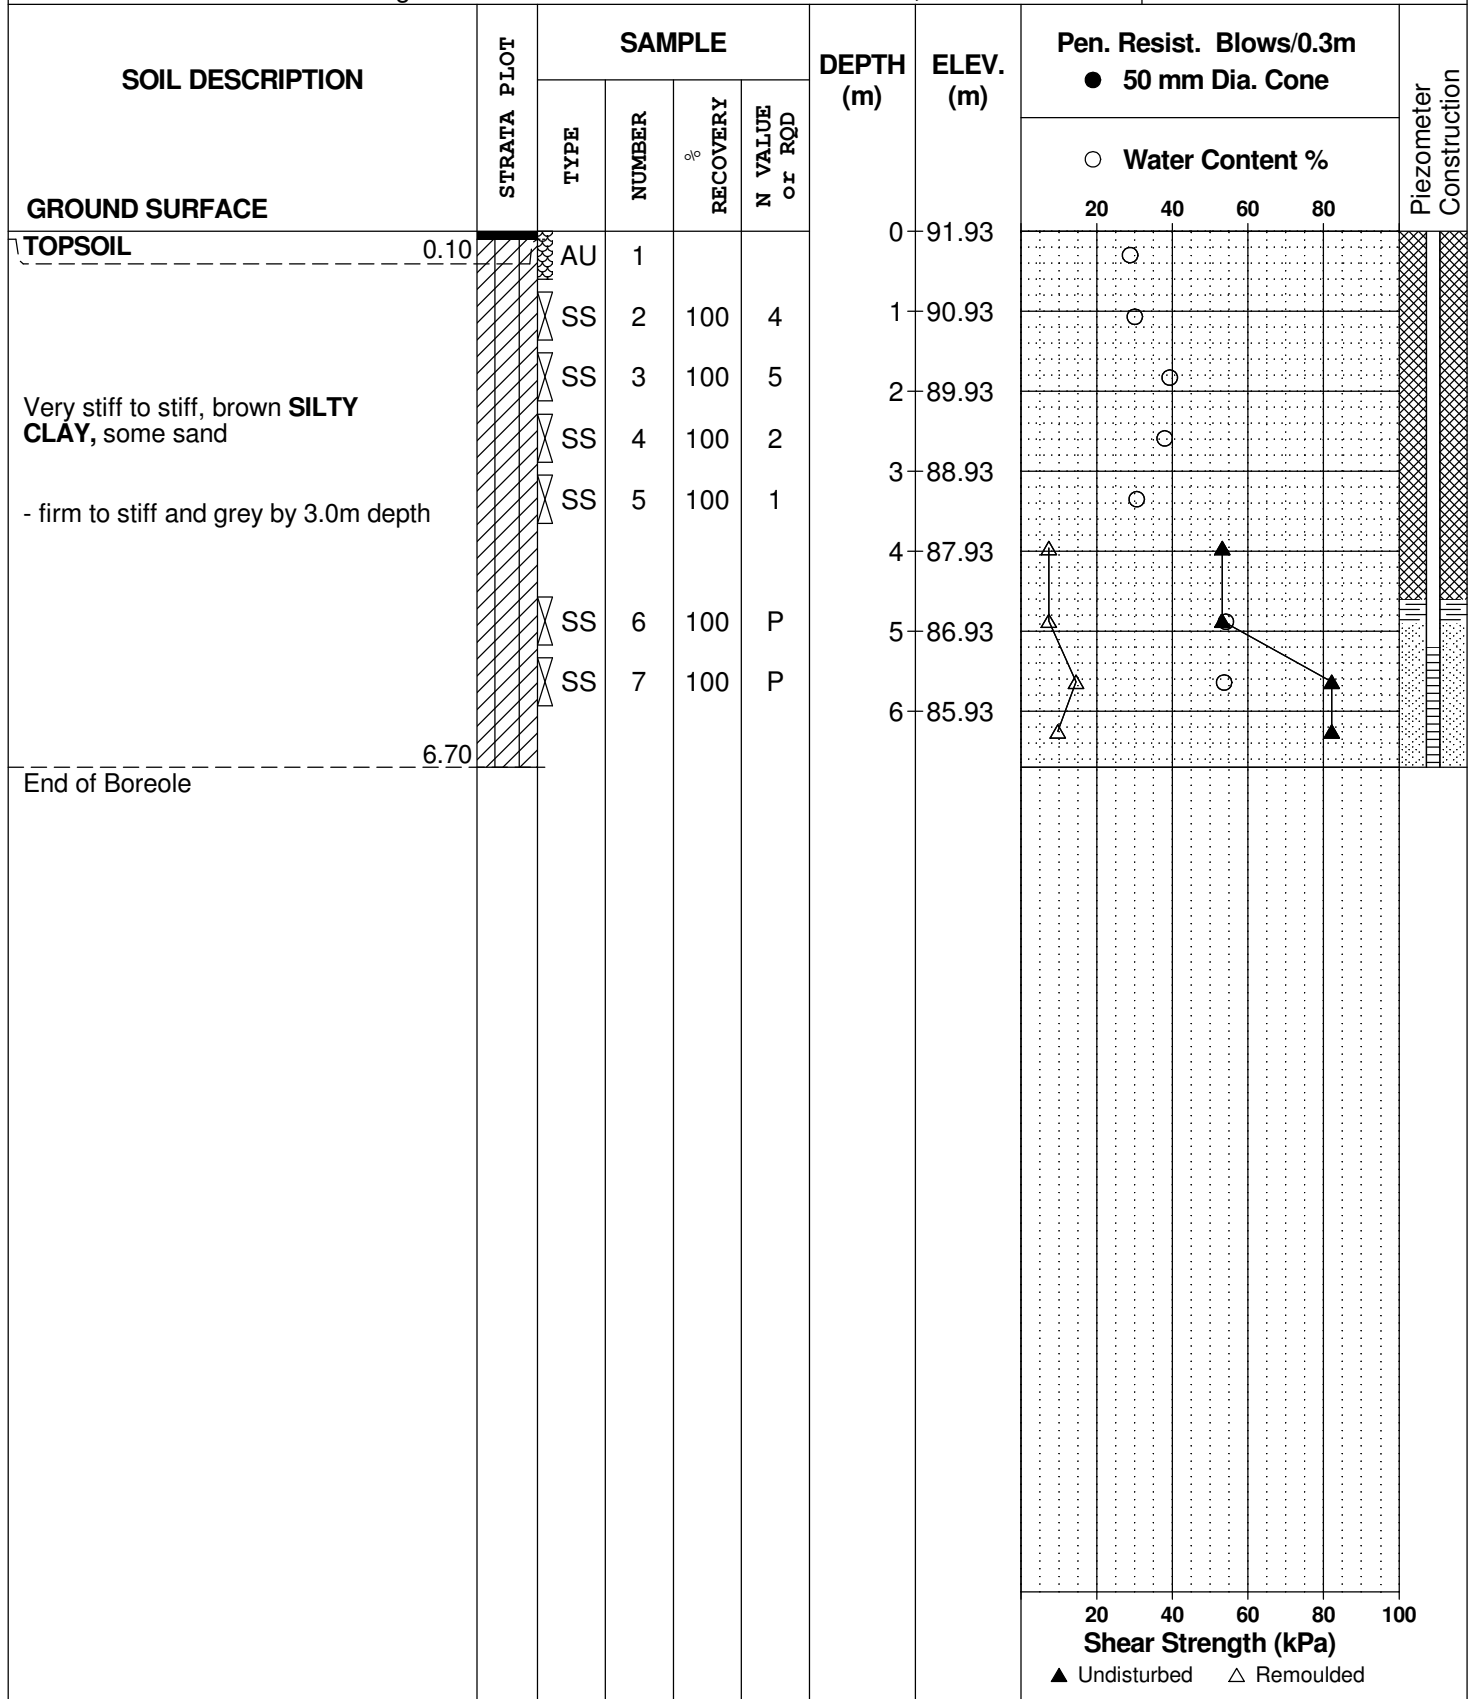 SOIL DESCRIPTION
GROUND SURFACE
STRATA PLOT
SAMPLE
TYPE
NUMBER
%
RECOVERY
N VALUE
or RQD
DEPTH
(m)
ELEV.
(m)
Pen. Resist. Blows/0.3m
● 50 mm Dia. Cone
○ Water Content %
20 40 60 80
Piezometer
Construction
TOPSOIL 0.10
AU 1
0 91.93
SS 2 100 4
1 90.93
SS 3 100 5
2 89.93
Very stiff to stiff, brown SILTY
CLAY, some sand
SS 4 100 2
3 88.93
- firm to stiff and grey by 3.0m depth
SS 5 100 1
4 87.93
SS 6 100 P
5 86.93
SS 7 100 P
6 85.93
6.70
End of Boreole
20 40 60 80 100
Shear Strength (kPa)
▲ Undisturbed △ Remoulded